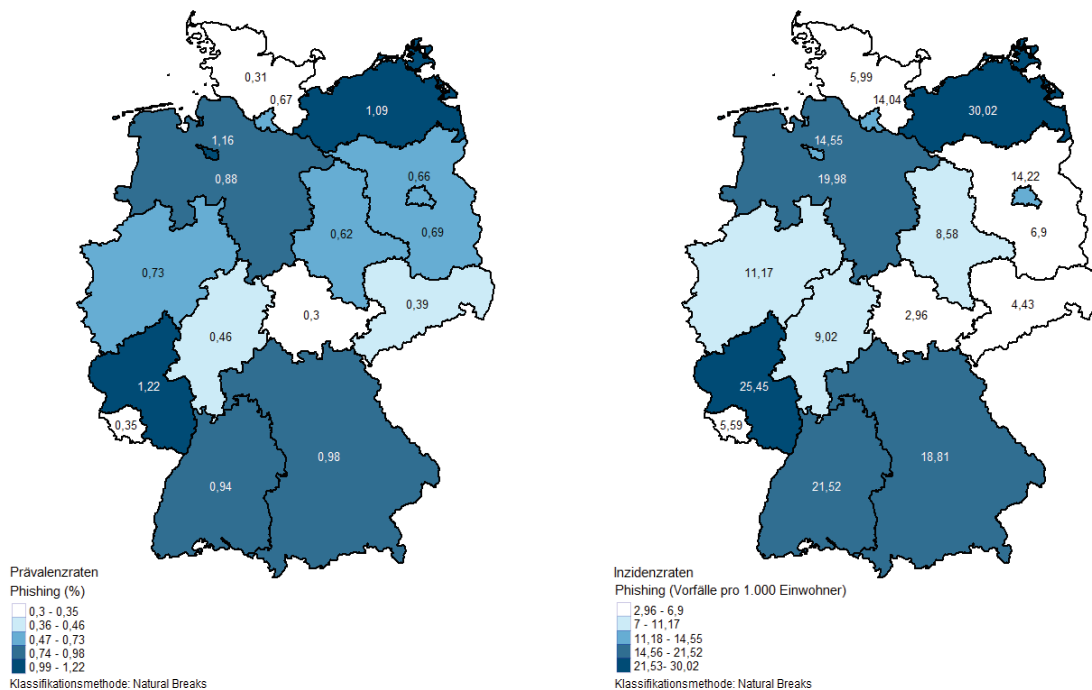 0,31
0,67
1,09
1,16
0,88
0,66
0,62
0,69
0,73
0,39
0,3
0,46
1,22
0,35
0,98
0,94
Prävalenzraten
Phishing (%)
0,3 - 0,35
0,36 - 0,46
0,47 - 0,73
0,74 - 0,98
0,99 - 1,22
Klassifikationsmethode: Natural Breaks
5,99
14,04
30,02
14,55
19,98
14,22
8,58
6,9
11,17
4,43
2,96
9,02
25,45
5,59
18,81
21,52
Inzidenzraten
Phishing (Vorfälle pro 1.000 Einwohner)
2,96 - 6,9
7 - 11,17
11,18 - 14,55
14,56 - 21,52
21,53- 30,02
Klassifikationsmethode: Natural Breaks